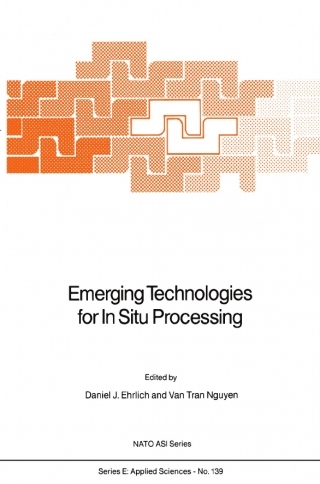 Emerging Technologies
for In Situ Processing
Edited by
Daniel J. Ehrlich and Van Tran Nguyen
NATO ASI Series
Series E: Applied Sciences - No. 139